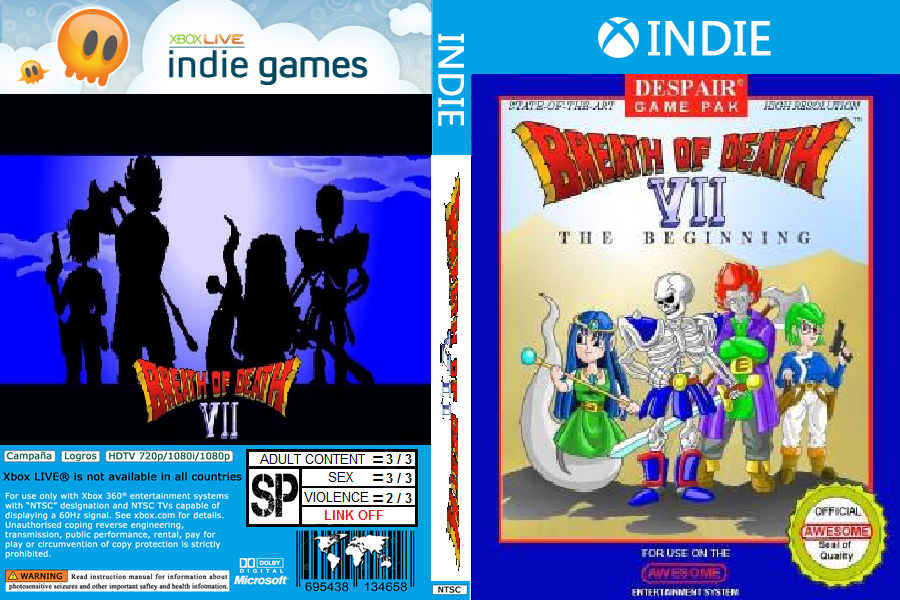 XBOX LIVE
indie games
BREATH OF DEATH
VII
Campaña Logros HDTV 720p/1080i/1080p
Xbox LIVE® is not available in all countries
For use only with Xbox 360® entertainment systems
with “NTSC” designation and NTSC TVs capable of
displaying a 60Hz signal. See xbox.com for details.
Unauthorised coping reverse engineering,
transmission, public performance, rental, pay for
play or circumvention of copy protection is strictly
prohibited.
WARNING Read instruction manual for information about
photosensitive seizures and other important saftey and health infotmation.
ADULT CONTENT = 3 / 3
SP
SEX = 3 / 3
VIOLENCE = 2 / 3
LINK OFF
DOLBY
DIGITAL
Microsoft®
695438 134658
INDIE
BREATH OF DEATH
VII
NTSC
INDIE
DESPAIR®
GAME PAK
STATE-OF-THE-ART HIGH RESOLUTION
BREATH OF DEATH™
VII
THE BEGINNING
E
OFFICIAL
AWESOME
Seal of
Quality
FOR USE ON THE
AWESOME
ENTERTAINMENT SYSTEM